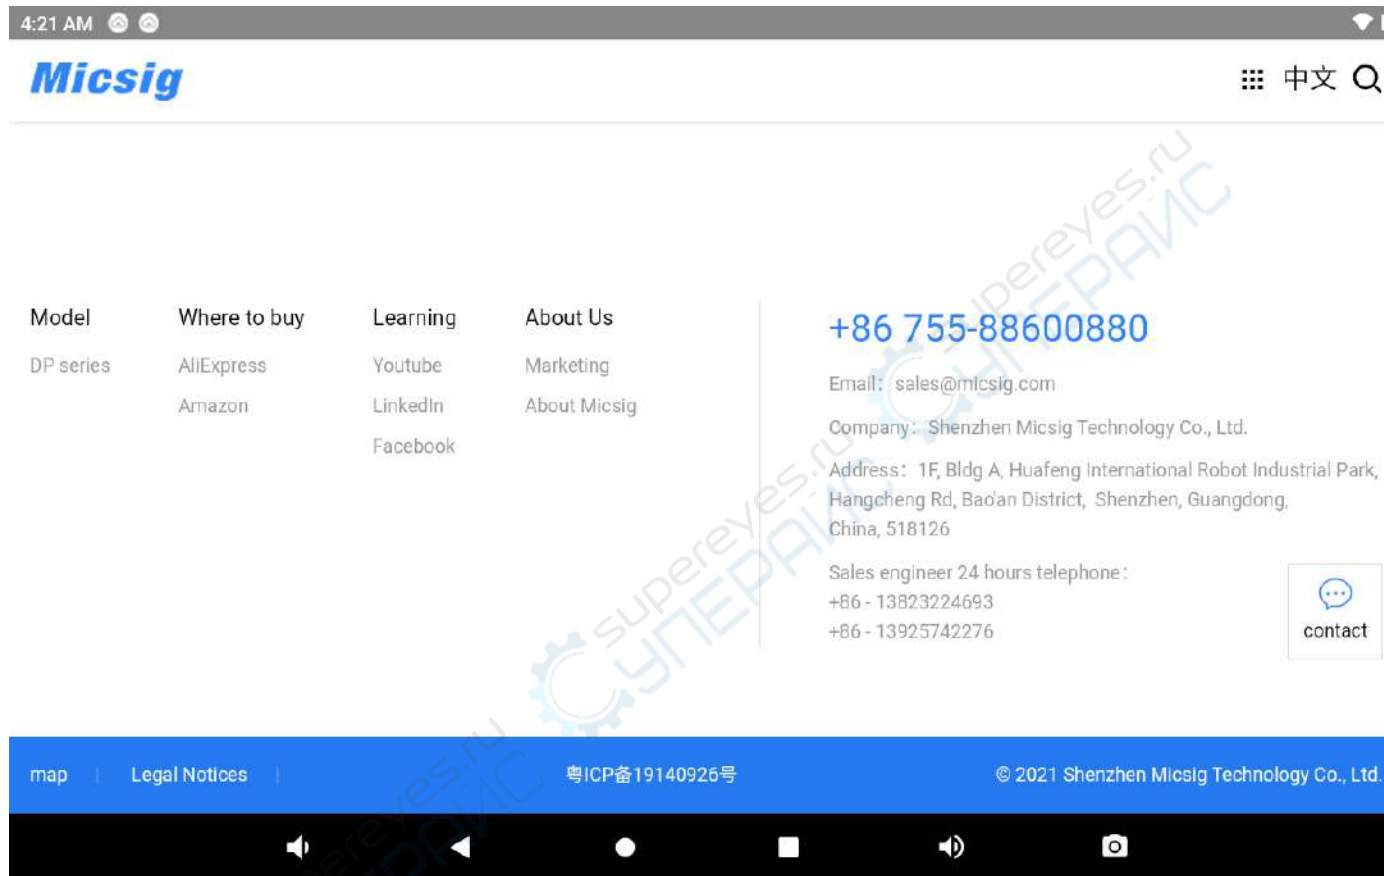 4:21 AM
Micsig
中文
Model
DP series
Where to buy
AliExpress
Amazon
Learning
Youtube
LinkedIn
Facebook
About Us
Marketing
About Micsig
+86 755-88600880
Email：sales@micsig.com
Company：Shenzhen Micsig Technology Co., Ltd.
Address：1F, Bldg A, Huafeng International Robot Industrial Park,
Hangcheng Rd, Bao'an District, Shenzhen, Guangdong,
China, 518126
Sales engineer 24 hours telephone：
+86 - 13823224693
+86 - 13925742276
contact
map
Legal Notices
粤ICP备19140926号
© 2021 Shenzhen Micsig Technology Co., Ltd.
supereyes.ru
СУПЕРАЙС
supereyes.ru
СУПЕРАЙС